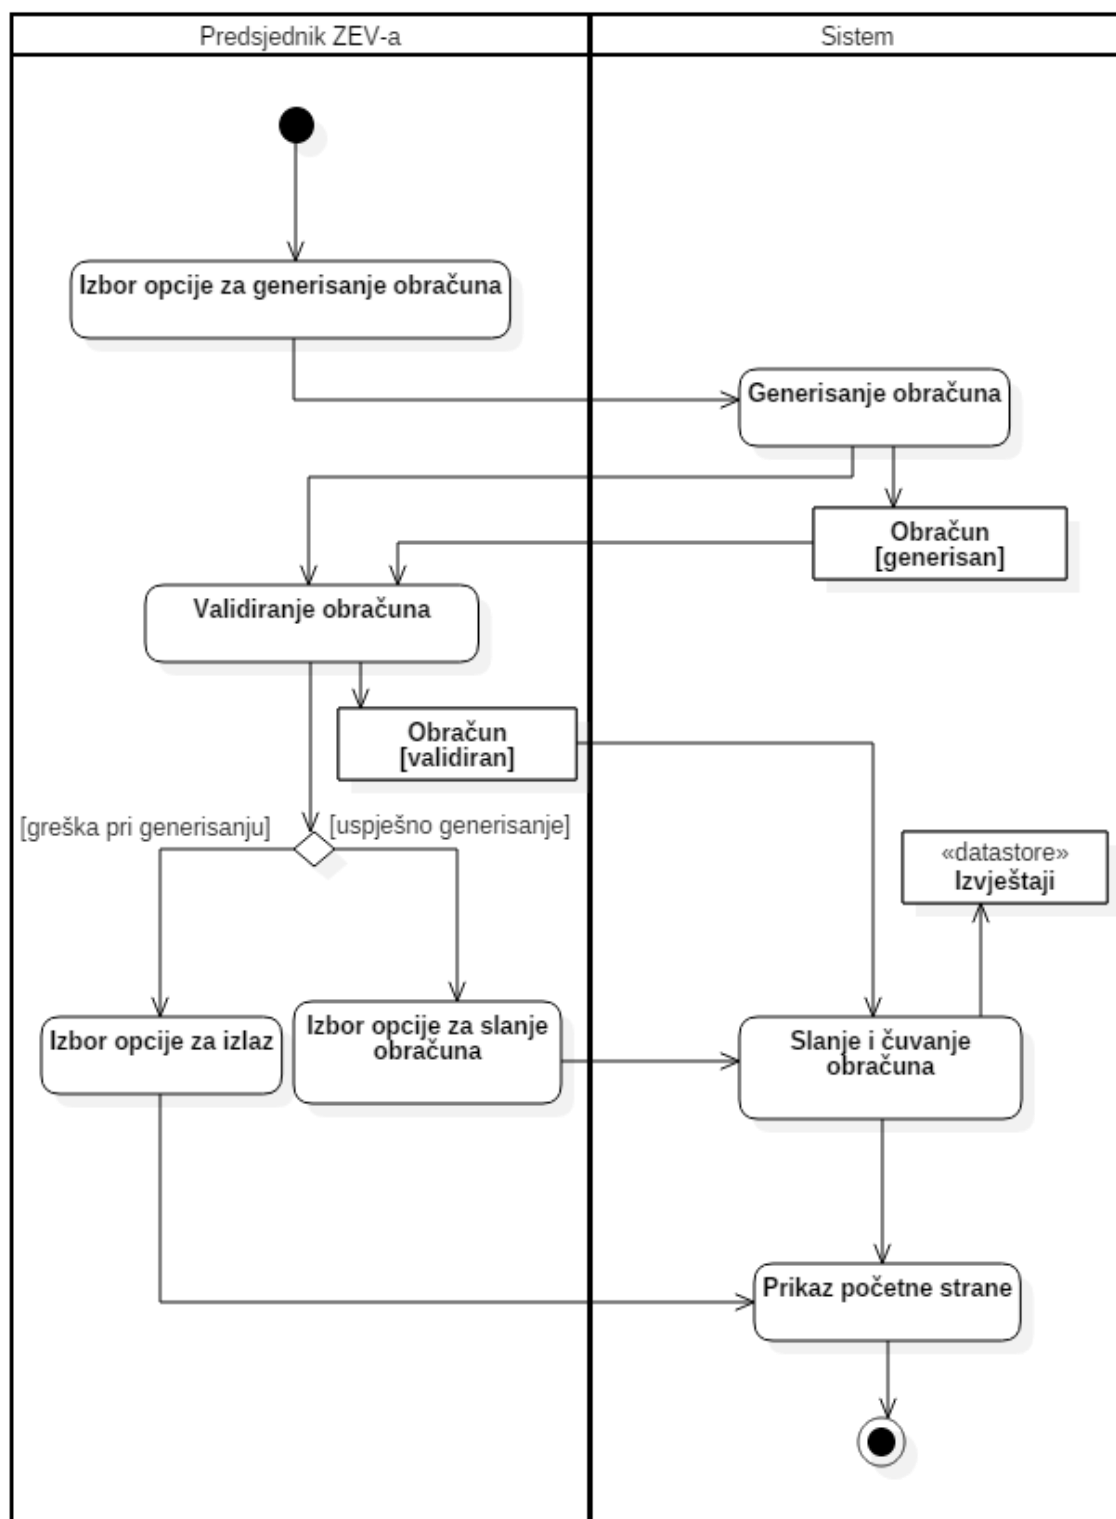 Predsjednik ZEV-a
Sistem
Izbor opcije za generisanje obračuna
Generisanje obračuna
Obračun
[generisan]
Validiranje obračuna
Obračun
[validiran]
[greška pri generisanju]
[uspješno generisanje]
«datastore»
Izvještaji
Izbor opcije za izlaz
Izbor opcije za slanje
obračuna
Slanje i čuvanje
obračuna
Prikaz početne strane